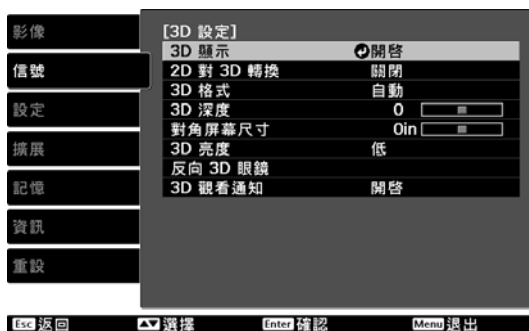 影像
信號
設定
擴展
記憶
資訊
重設
[3D 設定]
3D 顯示 開啓
2D 對 3D 轉換 關閉
3D 格式 自動
3D 深度 0
對角屏幕尺寸 0in
3D 亮度 低
反向 3D 眼鏡
3D 觀看通知 開啓
Esc 返回 選擇 Enter 確認 Menu 退出